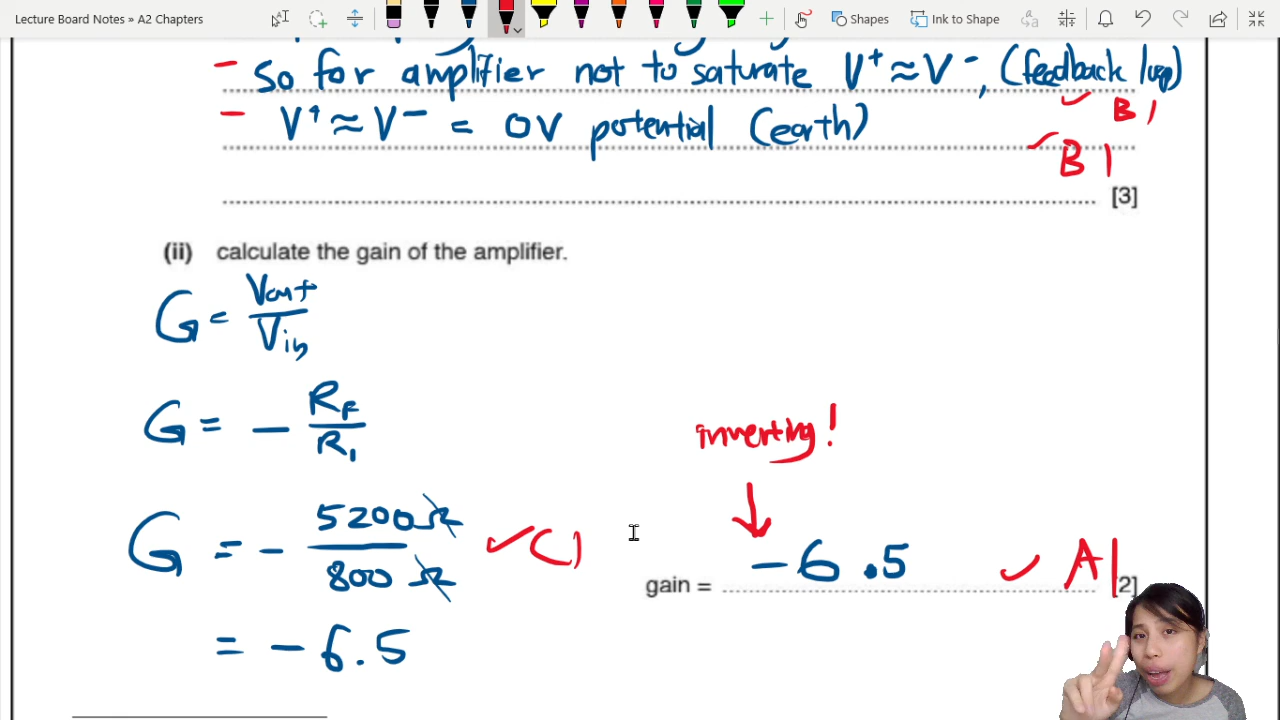 Lecture Board Notes – A2 Chapters
Shapes
Ink to Shape
- So for amplifier not to saturate V⁺ ≈ V⁻, (feedback loop)
✓ B1
- V⁺ ≈ V⁻ = 0V potential (earth)
✓ B1
[3]
(ii) calculate the gain of the amplifier.
G = Vout / Vin
G = - RF / R1
inverting!
G = - 5200Ω / 800Ω ✓ C1
gain = -6.5 ✓ A1 [2]
= -6.5